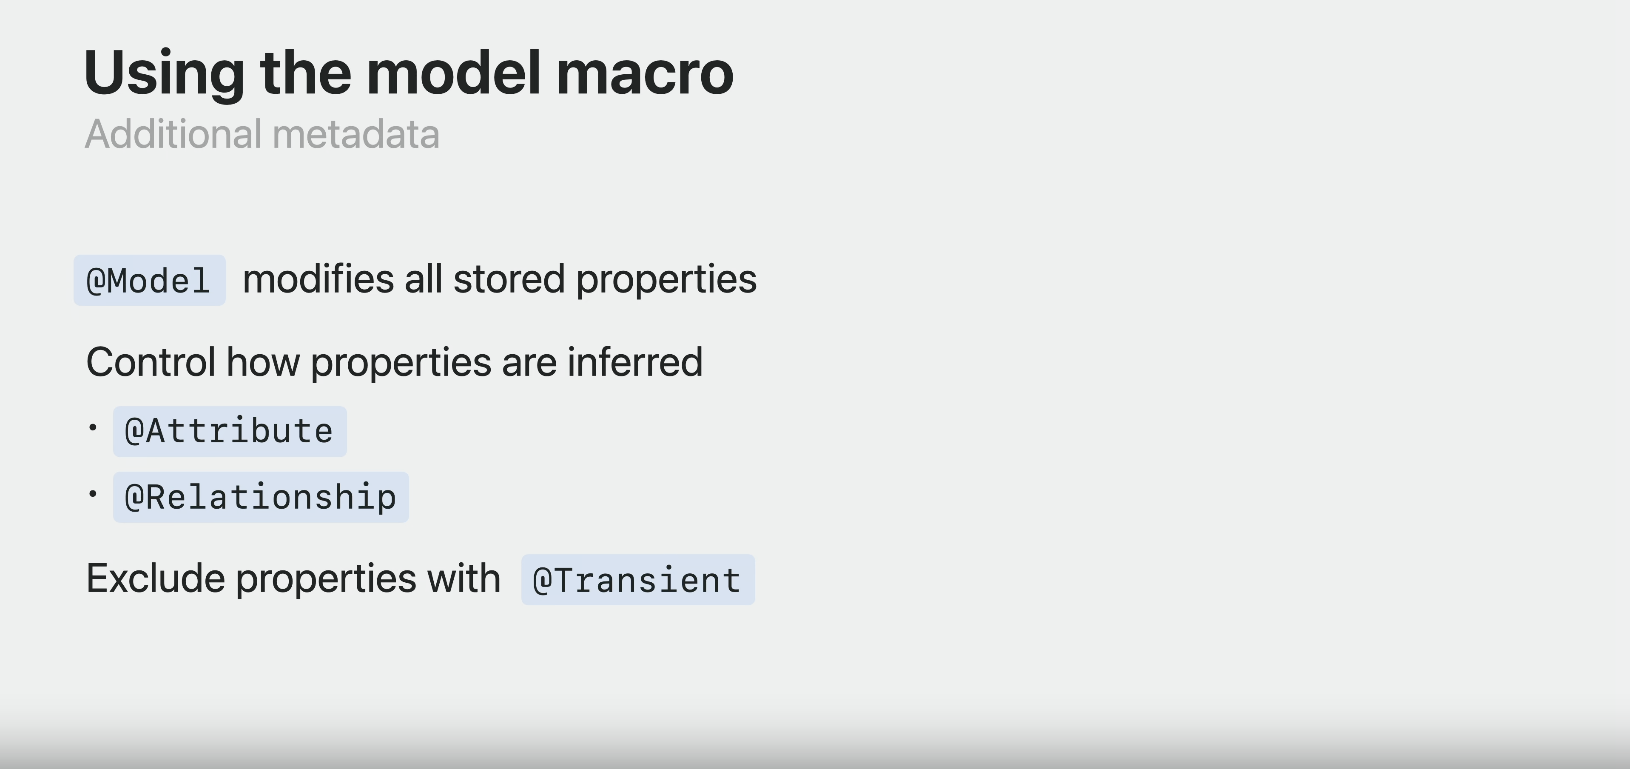 Using the model macro
Additional metadata
@Model modifies all stored properties
Control how properties are inferred
• @Attribute
• @Relationship
Exclude properties with @Transient